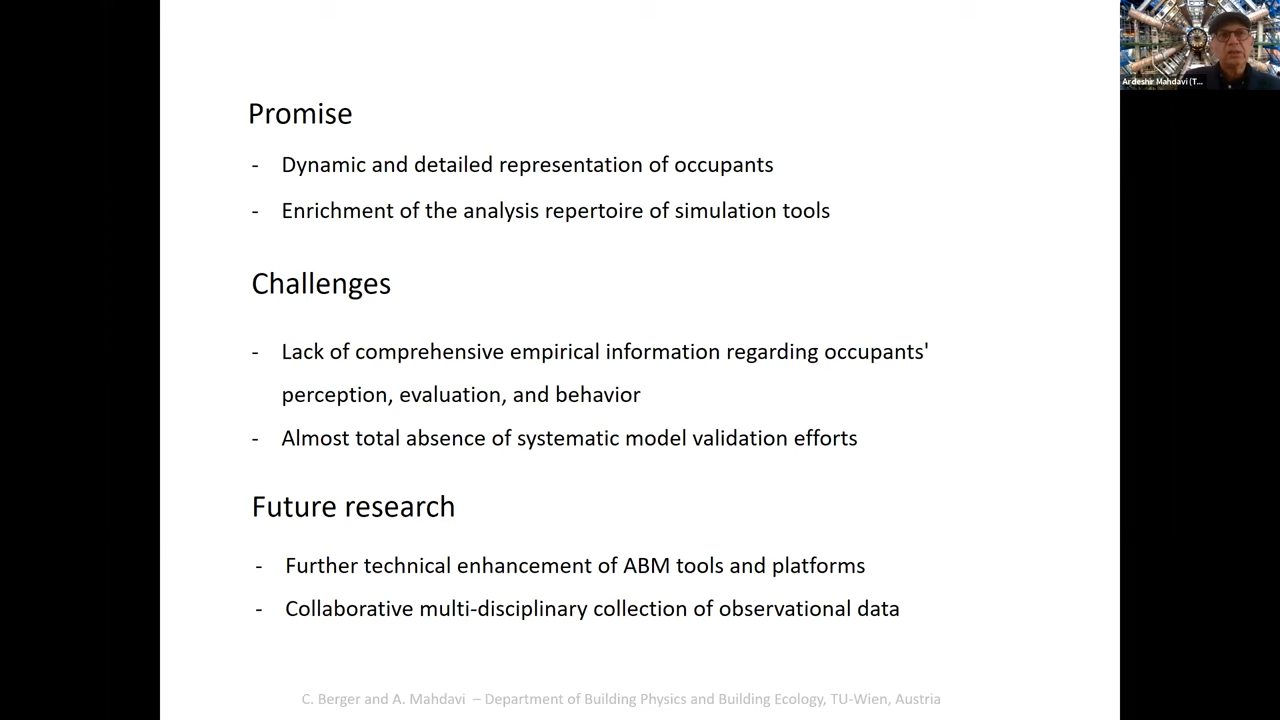 Ardeshir Mahdavi (T...
Promise
- Dynamic and detailed representation of occupants
- Enrichment of the analysis repertoire of simulation tools
Challenges
- Lack of comprehensive empirical information regarding occupants'
perception, evaluation, and behavior
- Almost total absence of systematic model validation efforts
Future research
- Further technical enhancement of ABM tools and platforms
- Collaborative multi-disciplinary collection of observational data
C. Berger and A. Mahdavi – Department of Building Physics and Building Ecology, TU-Wien, Austria